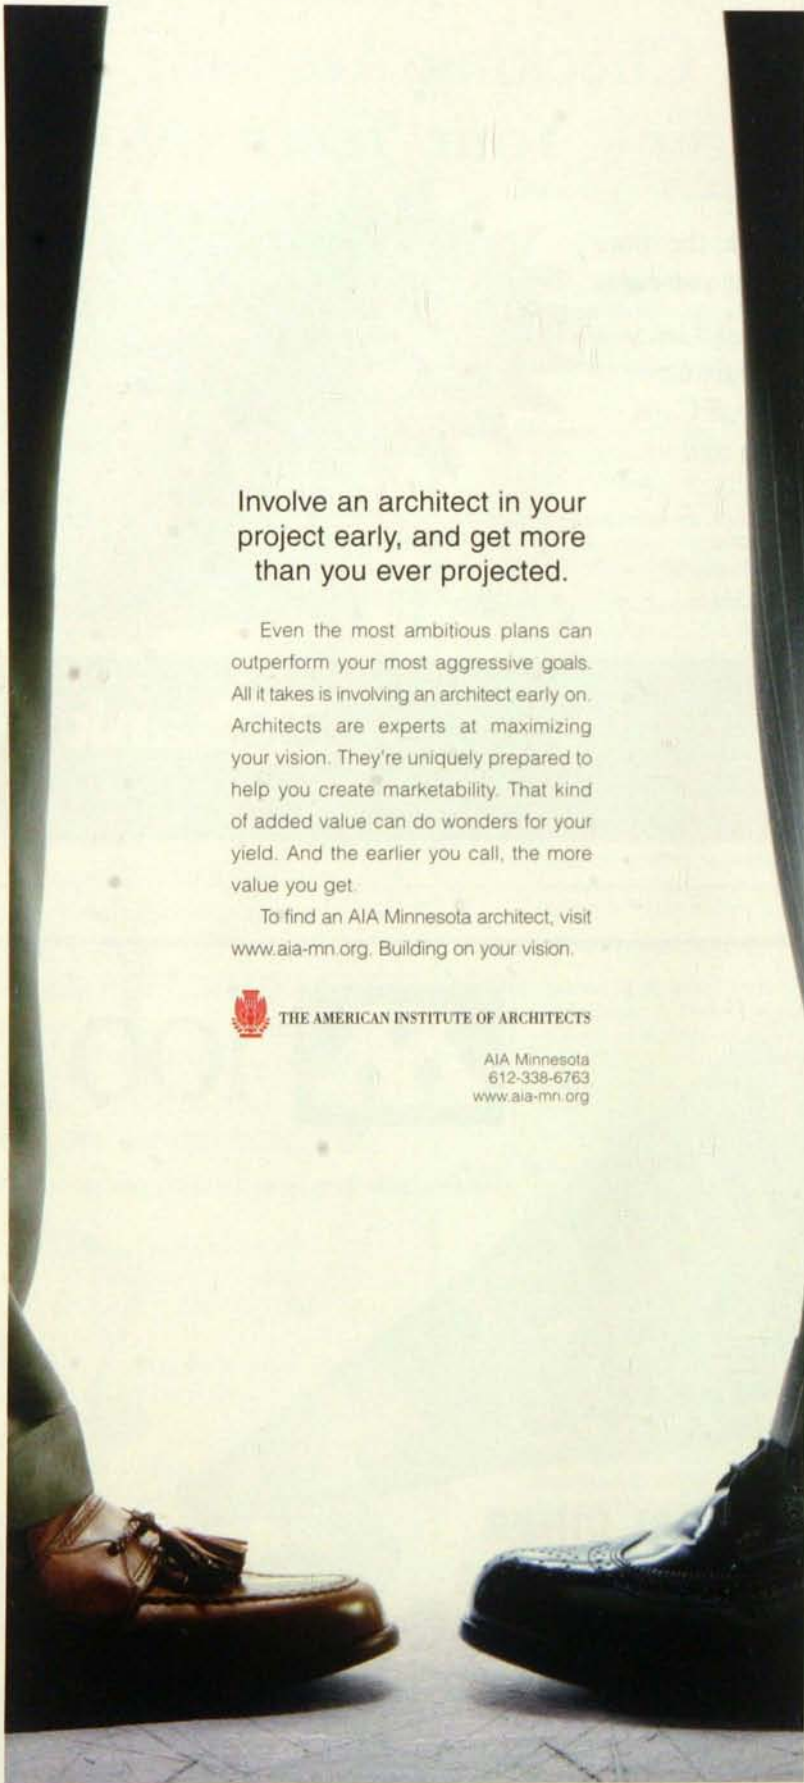 Involve an architect in your
project early, and get more
than you ever projected.
Even the most ambitious plans can
outperform your most aggressive goals.
All it takes is involving an architect early on.
Architects are experts at maximizing
your vision. They're uniquely prepared to
help you create marketability. That kind
of added value can do wonders for your
yield. And the earlier you call, the more
value you get.
To find an AIA Minnesota architect, visit
www.aia-mn.org. Building on your vision.
THE AMERICAN INSTITUTE OF ARCHITECTS
AIA Minnesota
612-338-6763
www.aia-mn.org